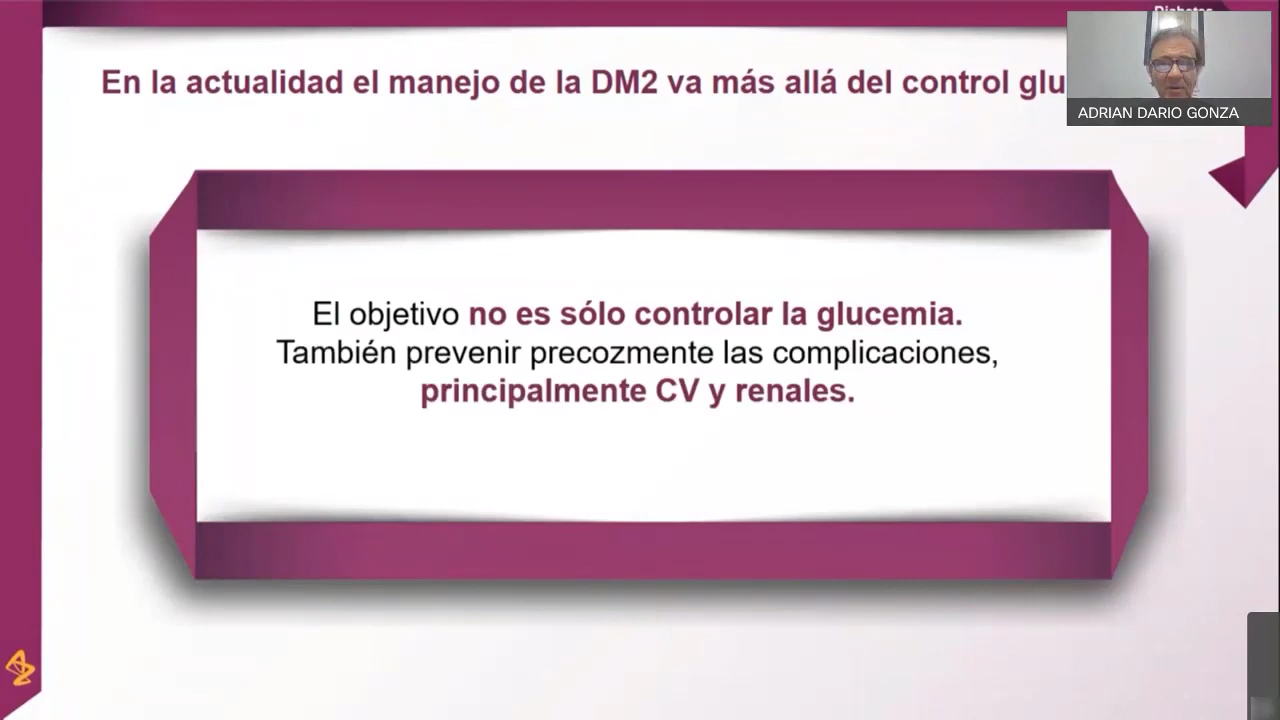 Diabetes
En la actualidad el manejo de la DM2 va más allá del control glu
ADRIAN DARIO GONZA
El objetivo no es sólo controlar la glucemia.
También prevenir precozmente las complicaciones,
principalmente CV y renales.